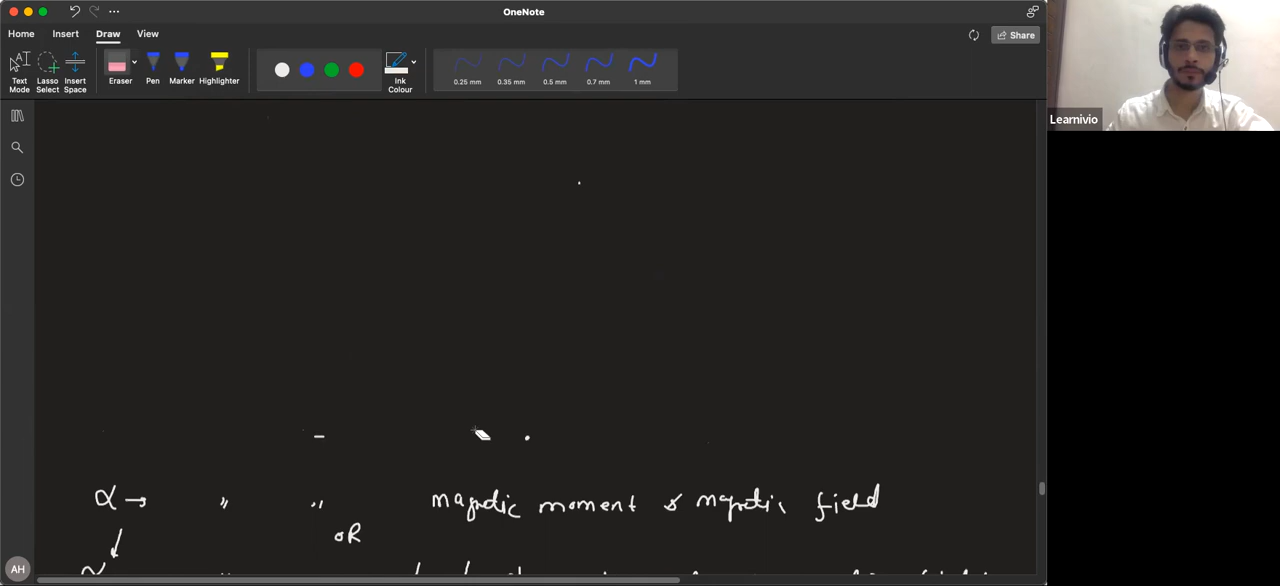 OneNote
Home Insert Draw View
Share
Text Mode
Lasso Select
Insert Space
Eraser
Pen
Marker
Highlighter
Ink Colour
0.25 mm 0.35 mm 0.5 mm 0.7 mm 1 mm
Learnivio
α → " " magnetic moment & magnetic field
OR
AH